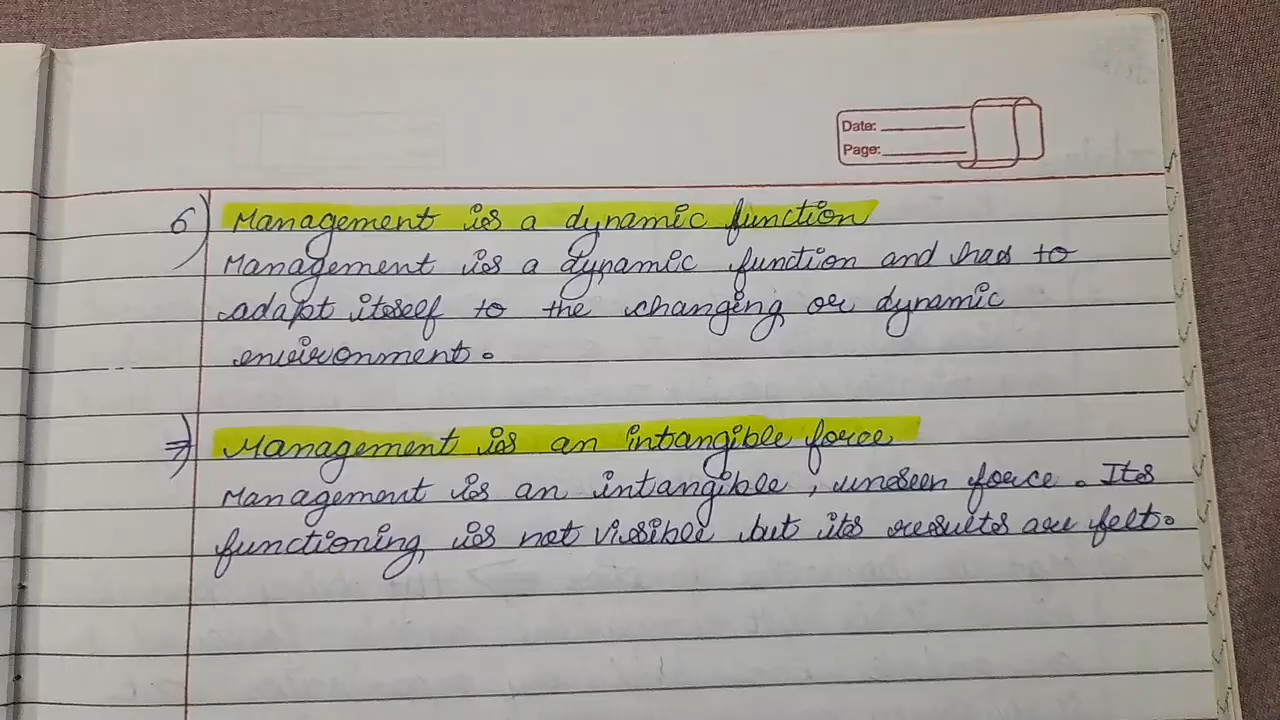 Date:
Page:
6) Management is a dynamic function
Management is a dynamic function and has to
adapt itself to the changing or dynamic
environment.
7) Management is an intangible force
Management is an intangible, unseen force. Its
functioning is not visible but its results are felt.